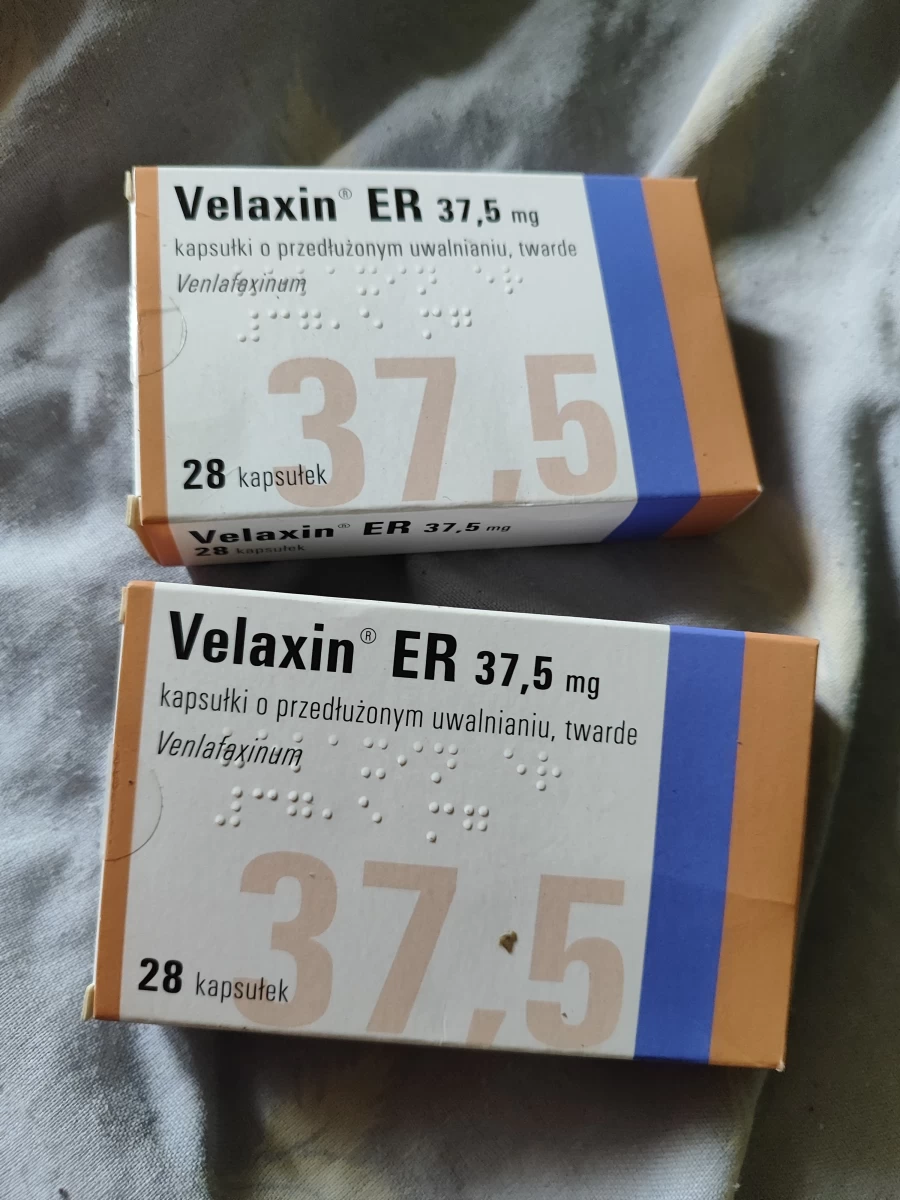 Velaxin® ER 37,5 mg
kapsułki o przedłużonym uwalnianiu, twarde
Venlafaxinum
37,5
28 kapsułek
Velaxin® ER 37,5 mg
28 kapsułek
Velaxin® ER 37,5 mg
kapsułki o przedłużonym uwalnianiu, twarde
Venlafaxinum
37,5
28 kapsułek